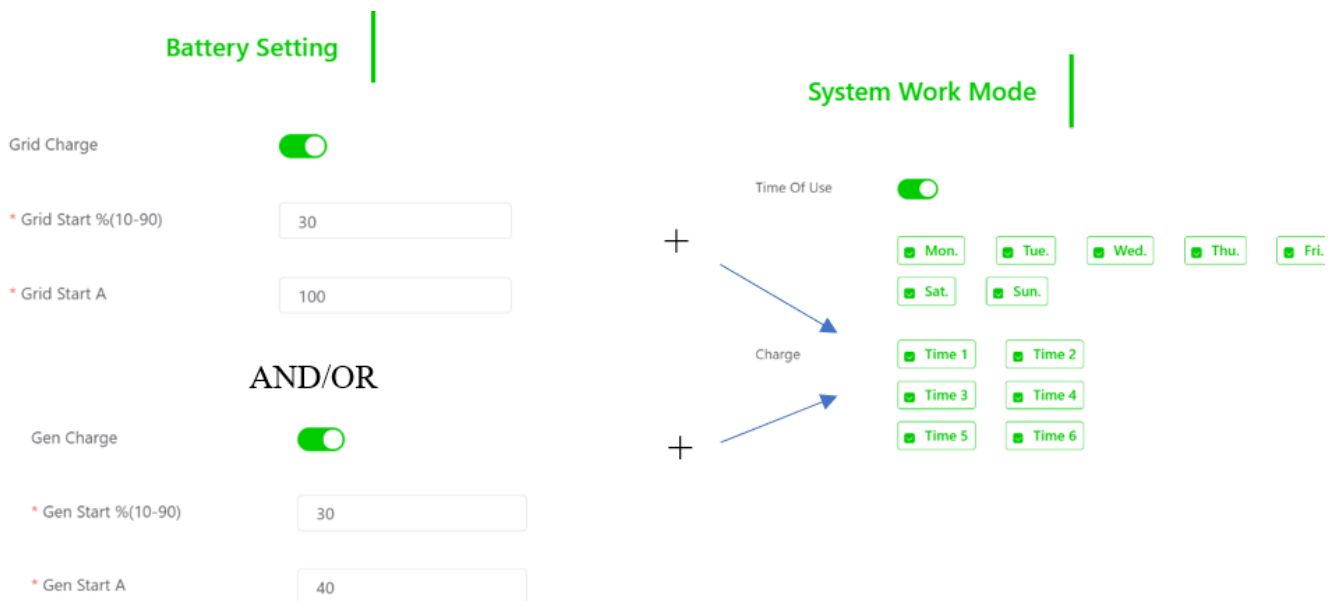 Battery Setting
Grid Charge
* Grid Start %(10-90)
30
* Grid Start A
100
AND/OR
Gen Charge
* Gen Start %(10-90)
30
* Gen Start A
40
+
+
System Work Mode
Time Of Use
Mon. Tue. Wed. Thu. Fri.
Sat. Sun.
Charge
Time 1 Time 2
Time 3 Time 4
Time 5 Time 6